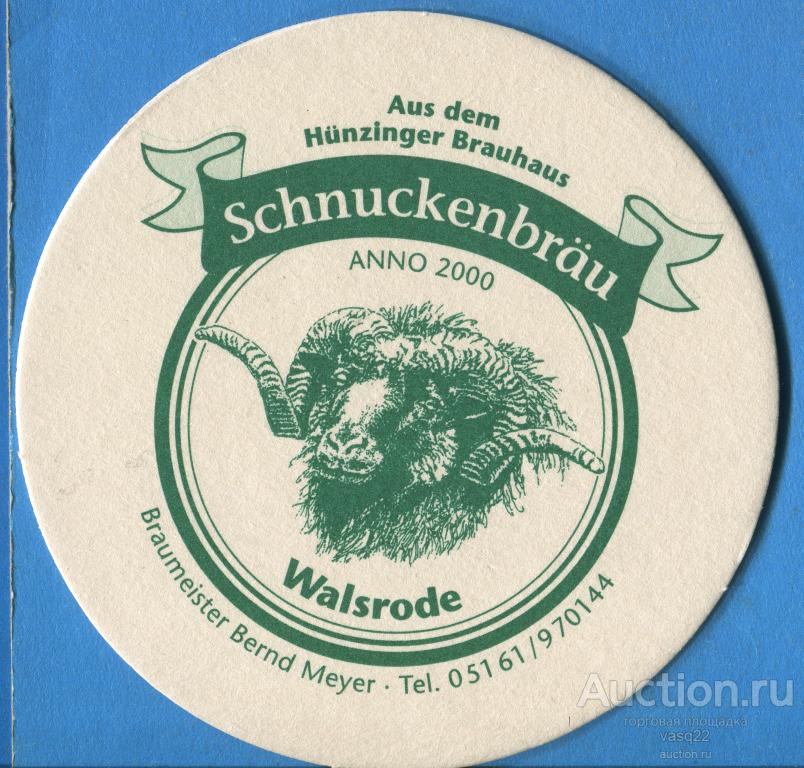 Aus dem
Hünzinger Brauhaus
Schnuckenbräu
ANNO 2000
Walsrode
Braumeister Bernd Meyer · Tel. 05161/970144
Auction.ru
торговая площадка
vasq22
auction.ru